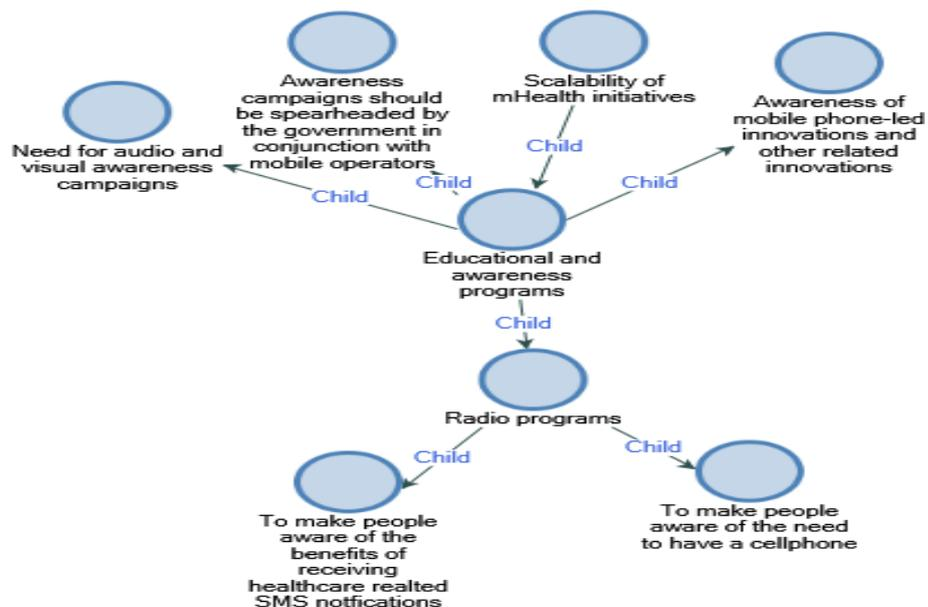 Awareness
campaigns should
be spearheaded by
the government in
conjunction with
mobile operators
Scalability of
mHealth initiatives
Awareness of
mobile phone-led
innovations and
other related
innovations
Need for audio and
visual awareness
campaigns
Child
Child
Child
Child
Educational and
awareness
programs
Child
Radio programs
Child
Child
To make people
aware of the
benefits of
receiving
healthcare realted
SMS notfications
To make people
aware of the need
to have a cellphone